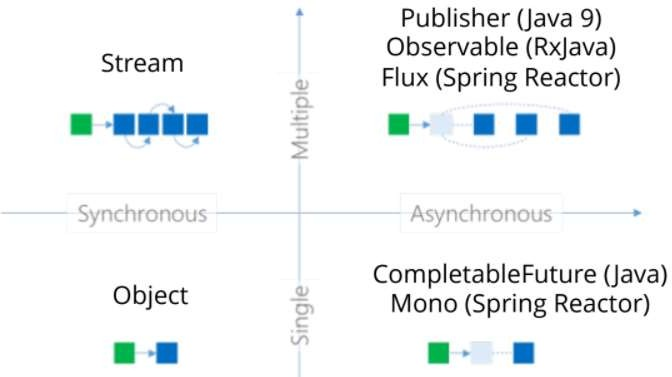 Publisher (Java 9)
Observable (RxJava)
Flux (Spring Reactor)
Stream
Multiple
Synchronous
Asynchronous
Single
Object
CompletableFuture (Java)
Mono (Spring Reactor)